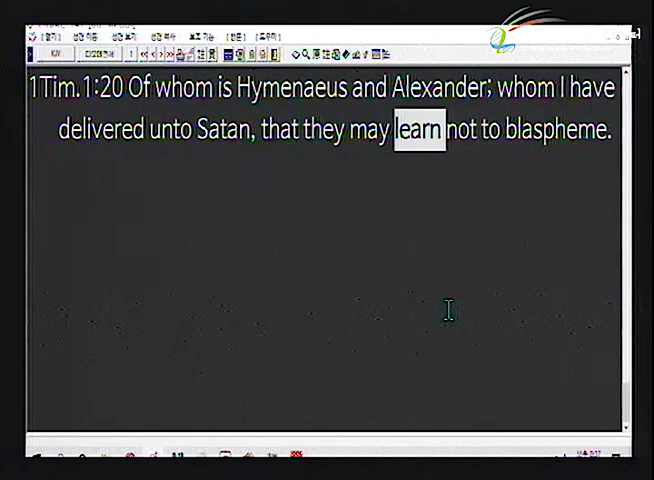 KJV
1Tim.1:20 Of whom is Hymenaeus and Alexander; whom I have
delivered unto Satan, that they may learn not to blaspheme.